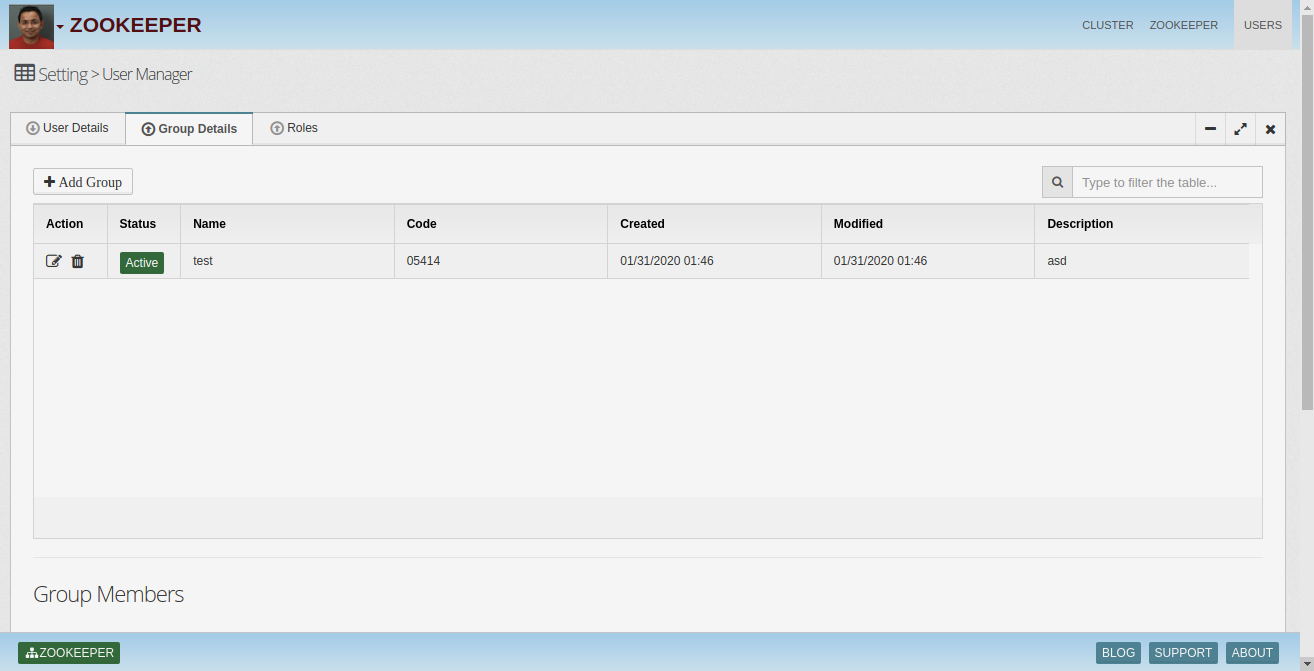 ZOOKEEPER
CLUSTER ZOOKEEPER USERS
Setting > User Manager
User Details Group Details Roles
Add Group
Type to filter the table...
Action Status Name Code Created Modified Description
Active test 05414 01/31/2020 01:46 01/31/2020 01:46 asd
Group Members
ZOOKEEPER BLOG SUPPORT ABOUT